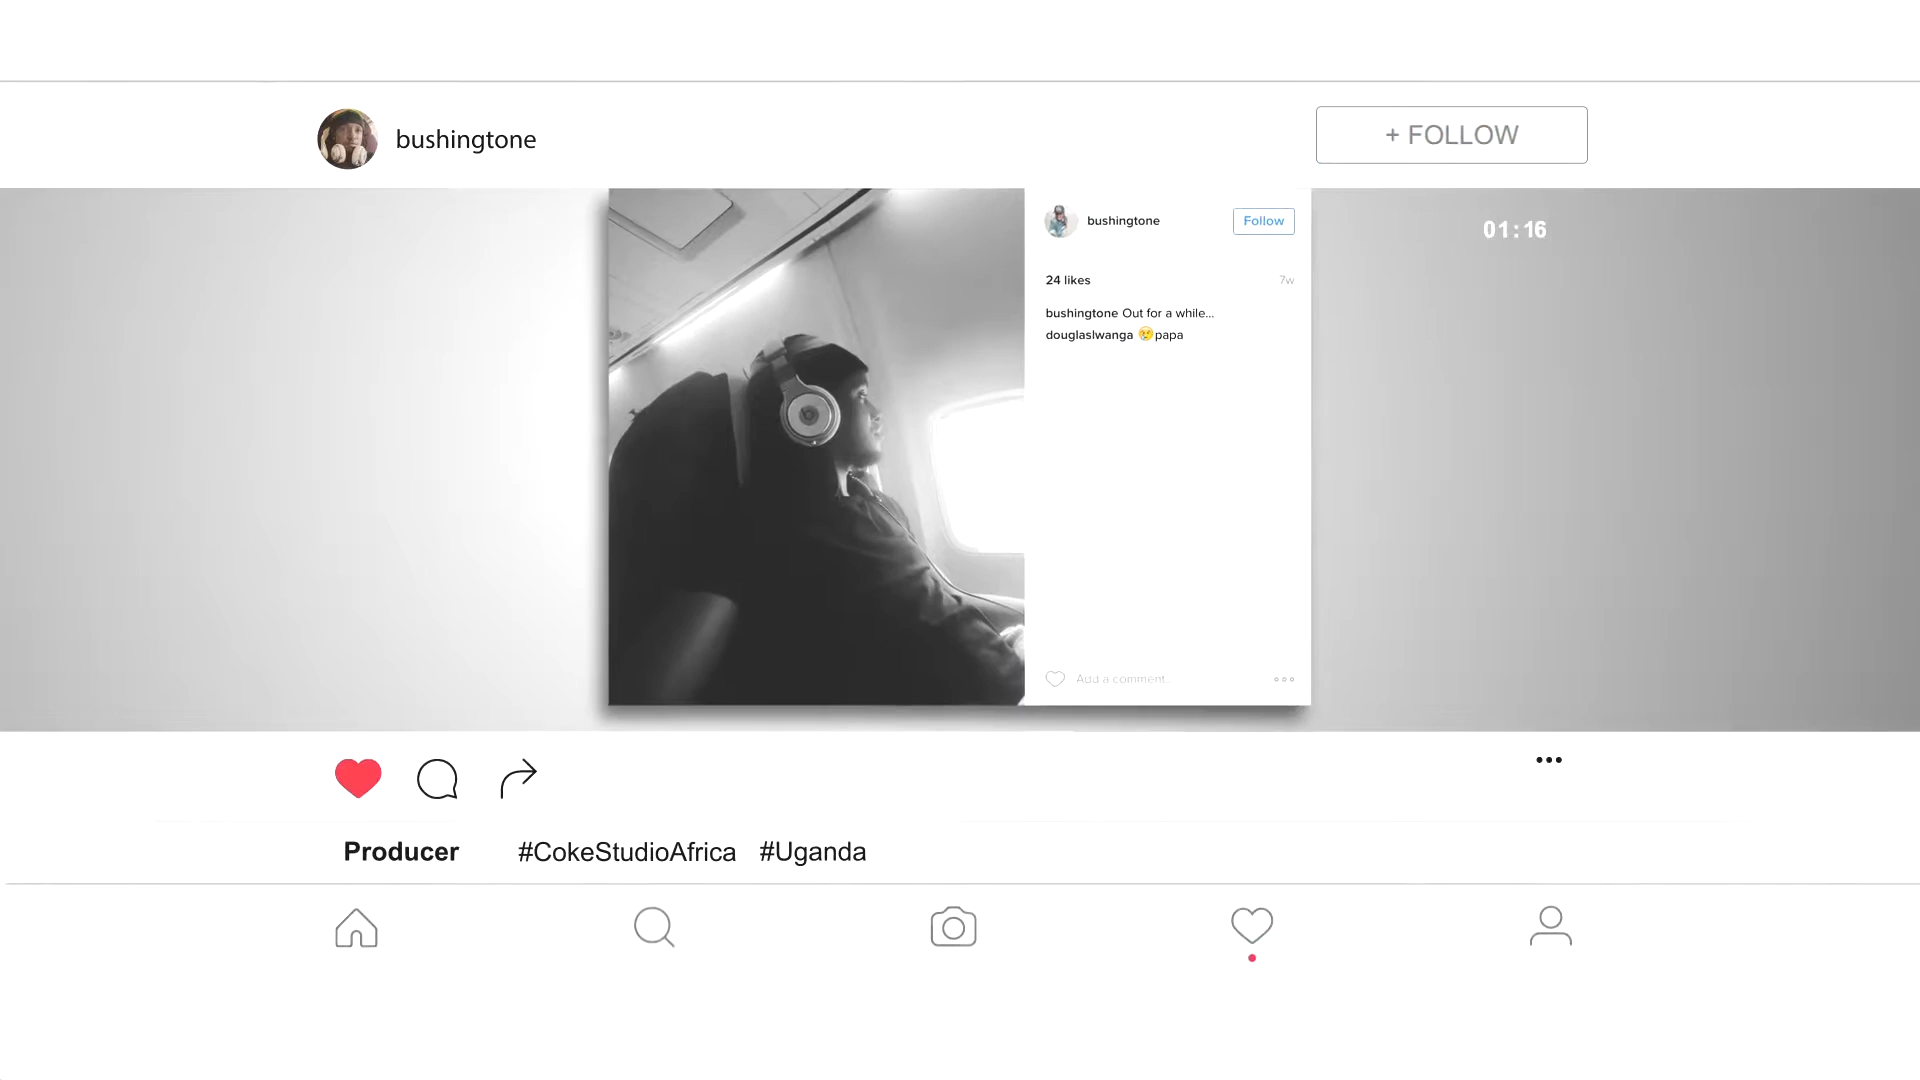 bushingtone
+ FOLLOW
bushingtone
Follow
01:16
24 likes
7w
bushingtone Out for a while...
douglaslwanga 😢papa
Add a comment..
Producer #CokeStudioAfrica #Uganda